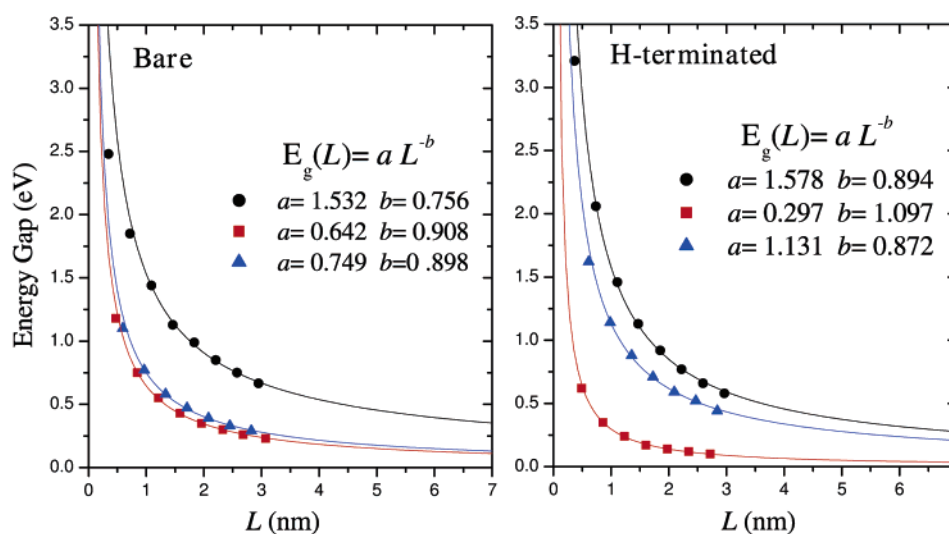 Bare
E_g(L)= a L^-b
a= 1.532 b= 0.756
a= 0.642 b= 0.908
a= 0.749 b=0 .898
Energy Gap (eV)
3.5
3.0
2.5
2.0
1.5
1.0
0.5
0.0
0 1 2 3 4 5 6 7
L (nm)
H-terminated
E_g(L)= a L^-b
a= 1.578 b= 0.894
a= 0.297 b= 1.097
a= 1.131 b= 0.872
3.5
3.0
2.5
2.0
1.5
1.0
0.5
0.0
0 1 2 3 4 5 6
L (nm)